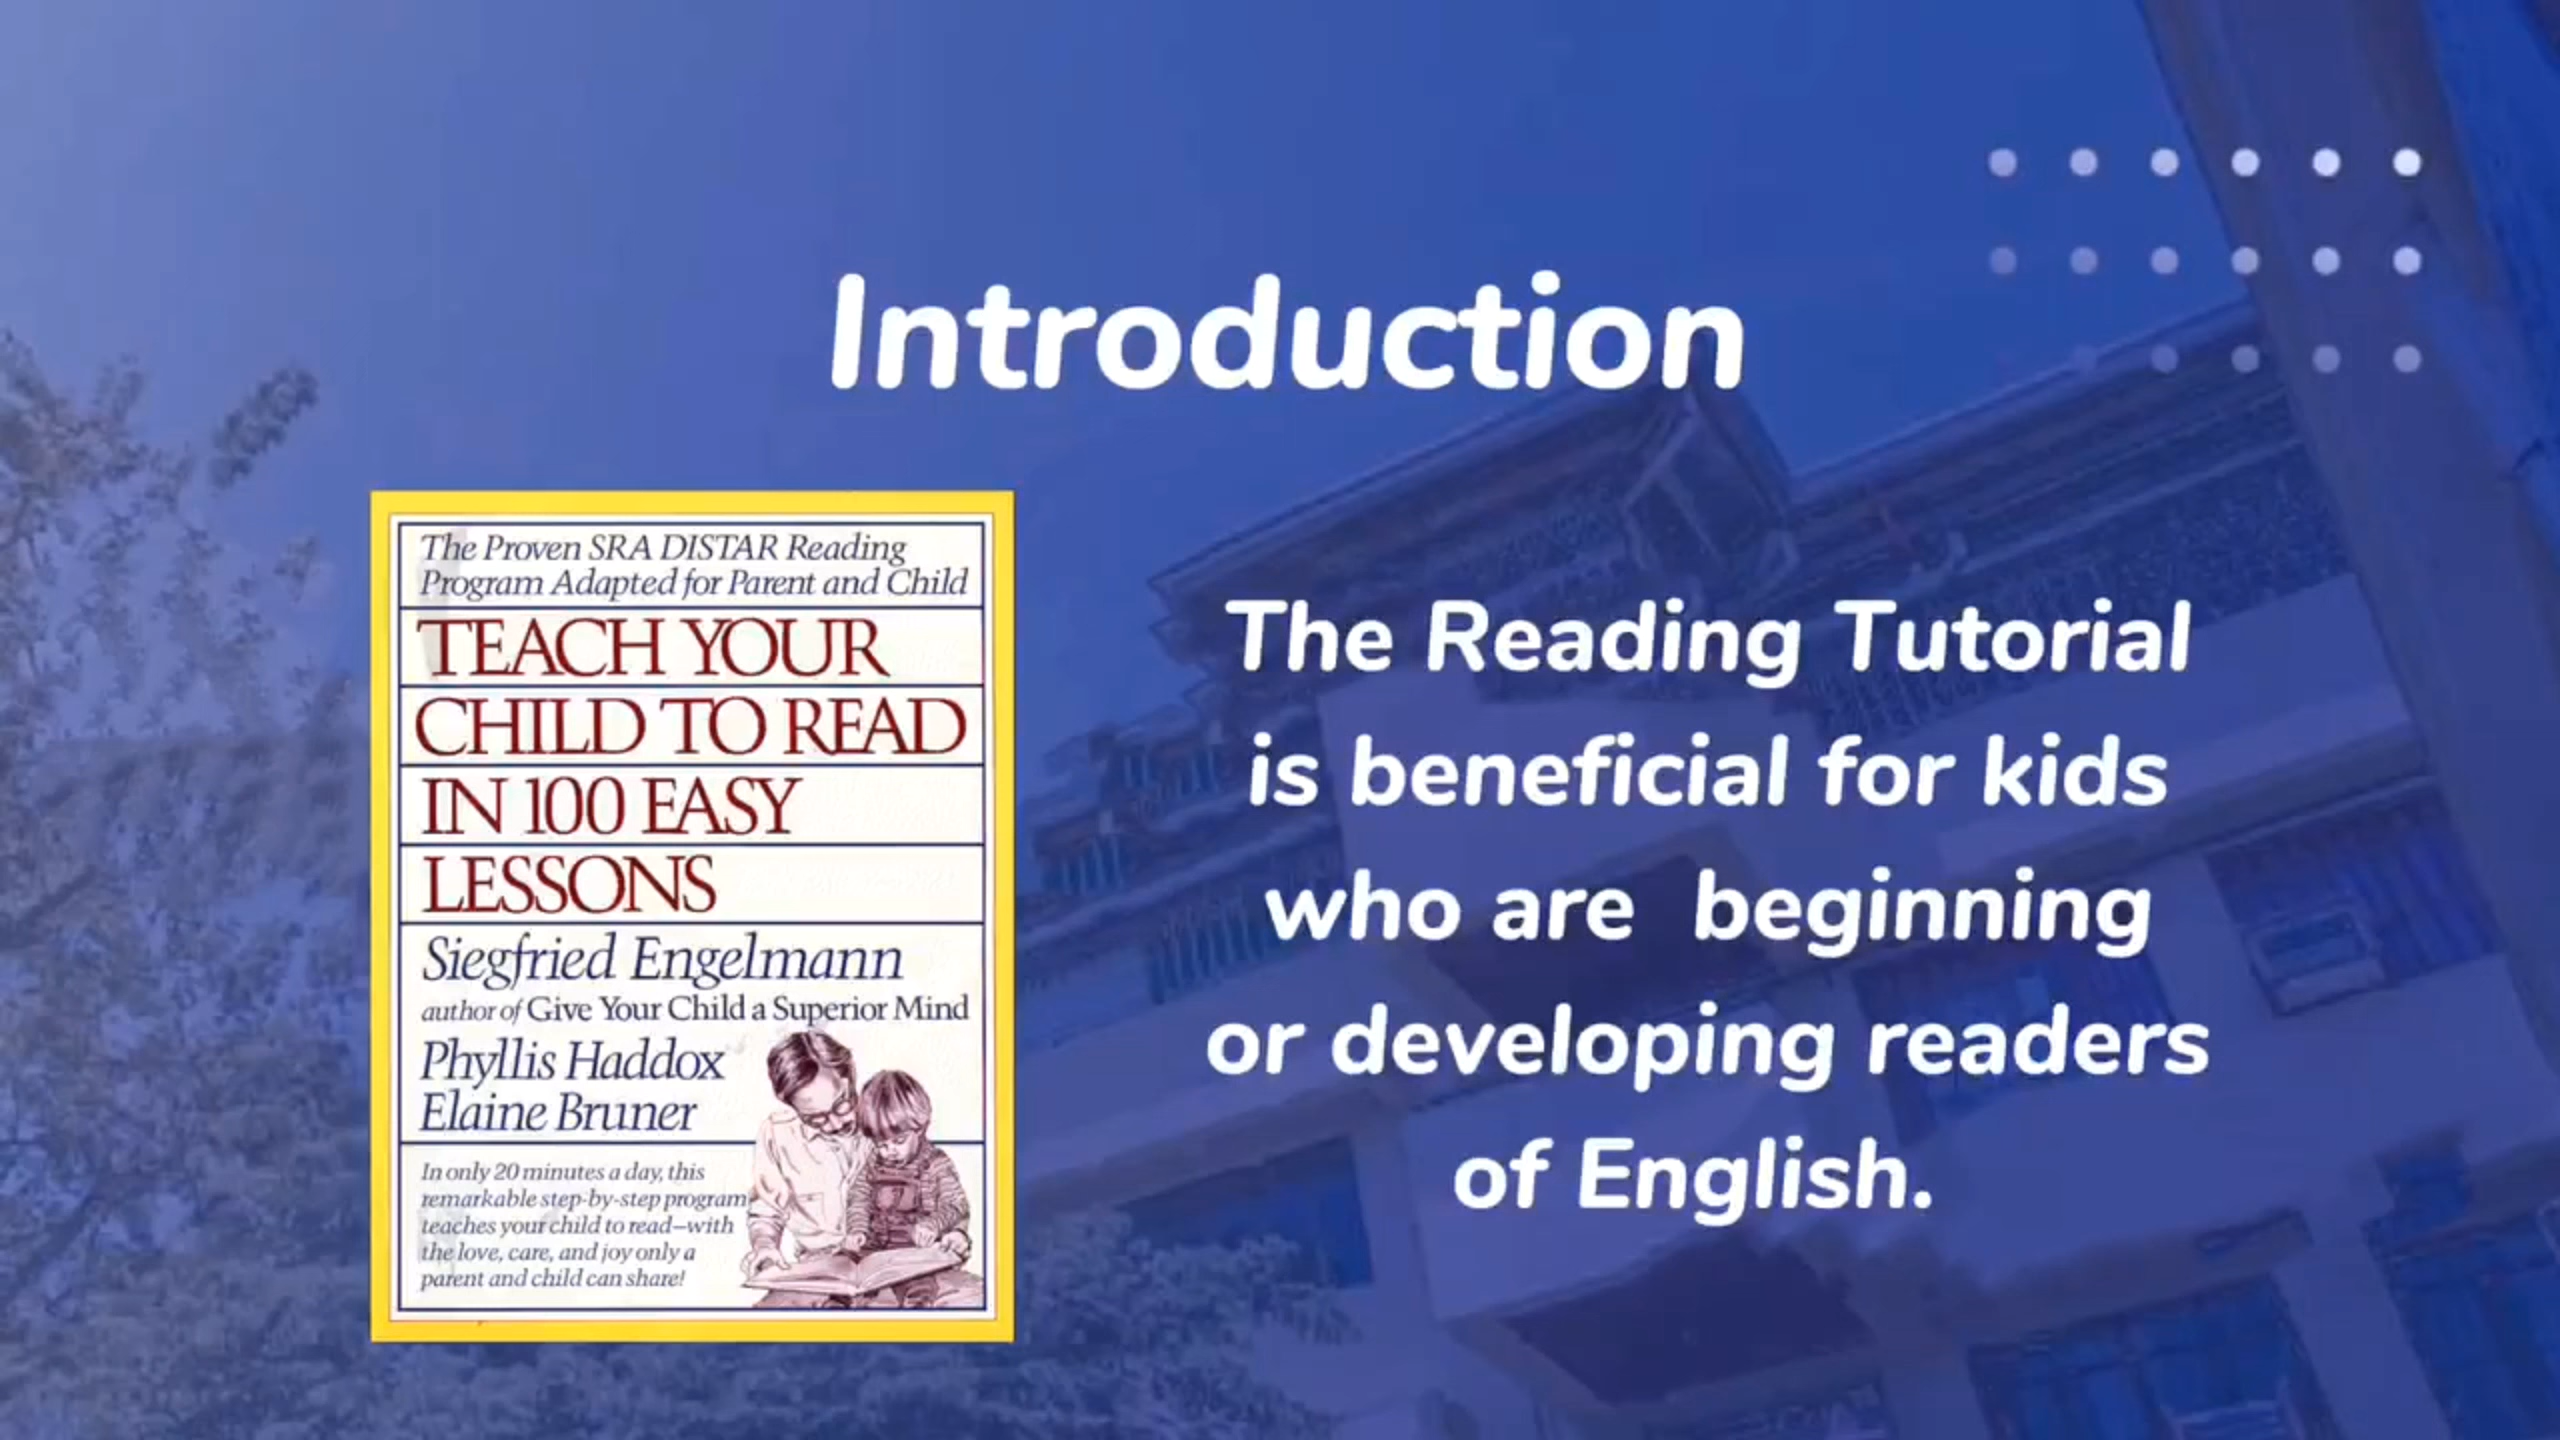 Introduction
The Proven SRA DISTAR Reading
Program Adapted for Parent and Child
TEACH YOUR
CHILD TO READ
IN 100 EASY
LESSONS
Siegfried Engelmann
author of Give Your Child a Superior Mind
Phyllis Haddox
Elaine Bruner
In only 20 minutes a day, this
remarkable step-by-step program
teaches your child to read–with
the love, care, and joy only a
parent and child can share!
The Reading Tutorial
is beneficial for kids
who are beginning
or developing readers
of English.